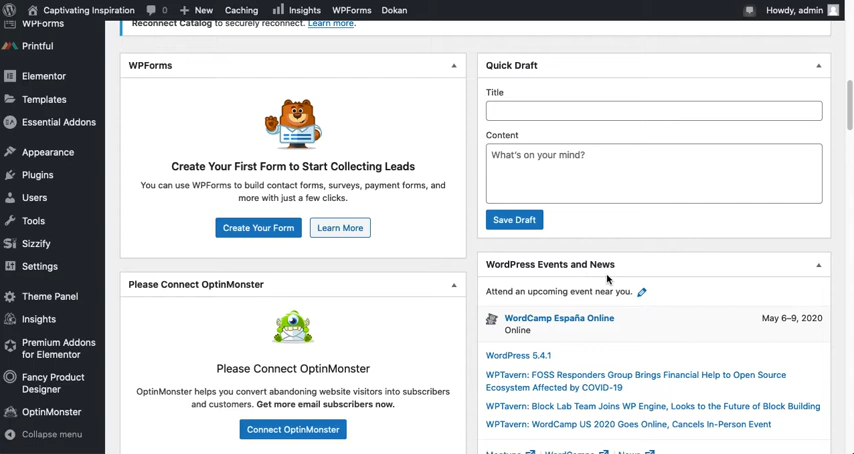 Captivating Inspiration
0
New
Caching
Insights
WPForms
Dokan
Howdy, admin
WPForms
Printful
Elementor
Templates
Essential Addons
Appearance
Plugins
Users
Tools
Sizzify
Settings
Theme Panel
Insights
Premium Addons
for Elementor
Fancy Product
Designer
OptinMonster
Collapse menu
Reconnect Catalog to securely reconnect. Learn more.
WPForms
Create Your First Form to Start Collecting Leads
You can use WPForms to build contact forms, surveys, payment forms, and
more with just a few clicks.
Create Your Form
Learn More
Please Connect OptinMonster
Please Connect OptinMonster
OptinMonster helps you convert abandoning website visitors into subscribers
and customers. Get more email subscribers now.
Connect OptinMonster
Quick Draft
Title
Content
What's on your mind?
Save Draft
WordPress Events and News
Attend an upcoming event near you.
WordCamp España Online
May 6–9, 2020
Online
WordPress 5.4.1
WPTavern: FOSS Responders Group Brings Financial Help to Open Source
Ecosystem Affected by COVID-19
WPTavern: Block Lab Team Joins WP Engine, Looks to the Future of Block Building
WPTavern: WordCamp US 2020 Goes Online, Cancels In-Person Event
Meetups
WordCamps
News